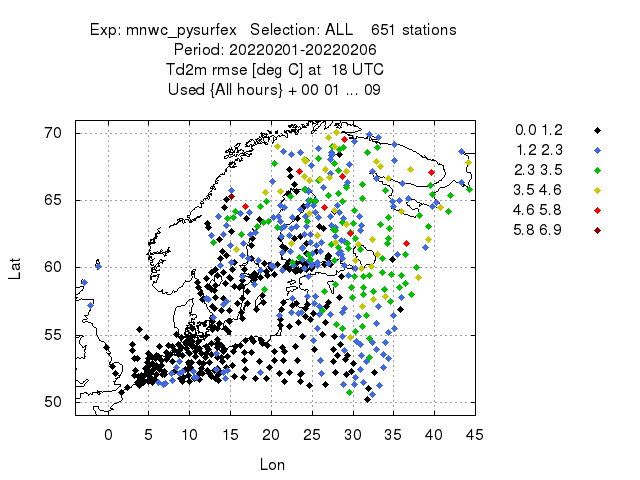 Exp: mnwc_pysurfex   Selection: ALL    651 stations
Period: 20220201-20220206
Td2m rmse [deg C] at  18 UTC
Used {All hours} + 00 01 ... 09
0.0 1.2
1.2 2.3
2.3 3.5
3.5 4.6
4.6 5.8
5.8 6.9
70
65
60
55
50
Lat
0 5 10 15 20 25 30 35 40 45
Lon